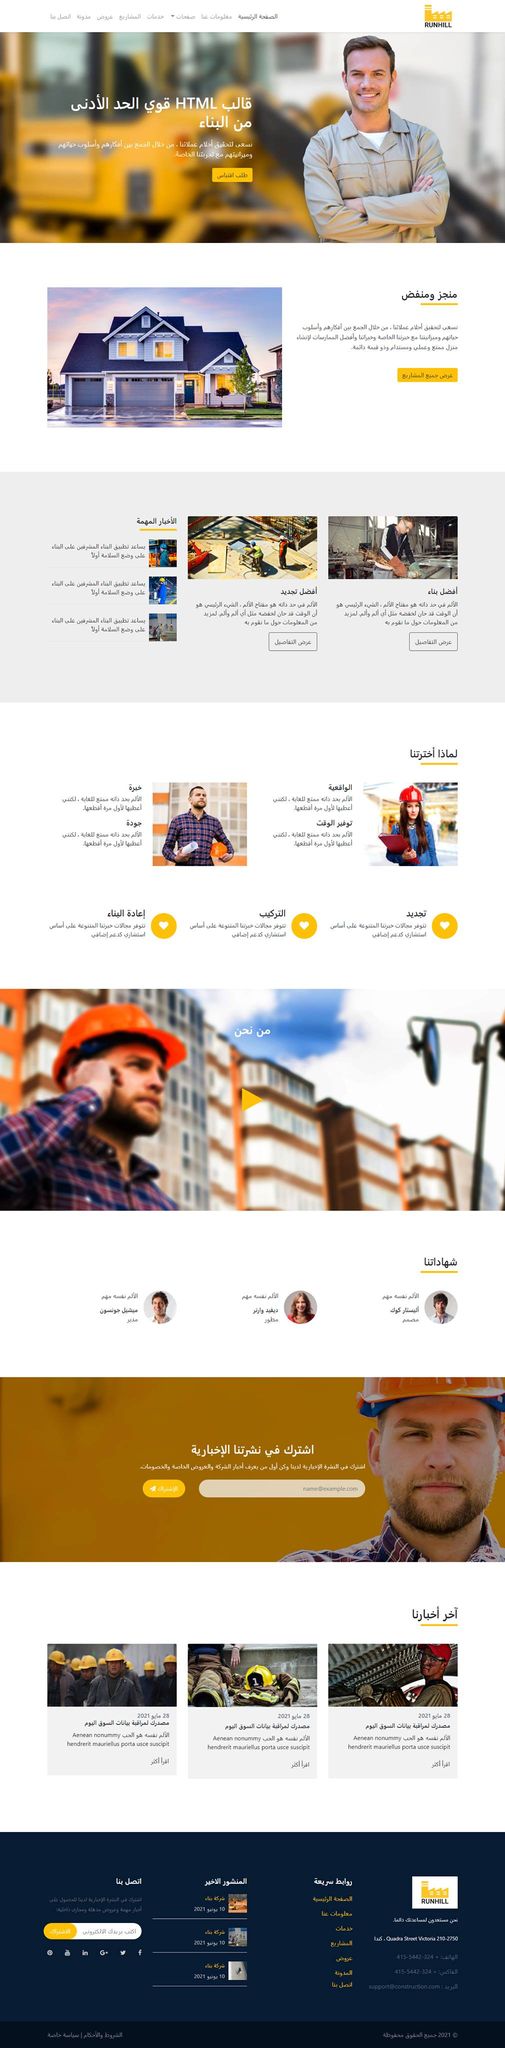 RUNHILL
الصفحة الرئيسية معلومات عنا صفحات خدمات المشاريع عروض مدونة اتصل بنا
قالب HTML قوي الحد الأدنى
من البناء
نسعى لتحقيق أحلام عملائنا ، من خلال الجمع بين أفكارهم وأسلوب حياتهم
وميزانيتهم مع تجربتنا الخاصة.
طلب اقتباس
منجز ومنفض
نسعى لتحقيق أحلام عملائنا ، من خلال الجمع بين أفكارهم وأسلوب
حياتهم وميزانيتنا مع خبرتنا الخاصة وخبراتنا وأفضل الممارسات لإنشاء
منزل ممتع وعملي ومستدام وذو قيمة دائمة.
عرض جميع المشاريع
أفضل بناء
الألم في حد ذاته هو مفتاح الألم ، الشيء الرئيسي هو
أن الوقت قد حان لخفضه مثل أي ألم وألم. لمزيد
من المعلومات حول ما نقوم به
عرض التفاصيل
أفضل تجديد
الألم في حد ذاته هو مفتاح الألم ، الشيء الرئيسي هو
أن الوقت قد حان لخفضه مثل أي ألم وألم. لمزيد
من المعلومات حول ما نقوم به
عرض التفاصيل
الأخبار المهمة
يساعد تطبيق البناء المشرفين على البناء
على وضع السلامة أولاً
يساعد تطبيق البناء المشرفين على البناء
على وضع السلامة أولاً
يساعد تطبيق البناء المشرفين على البناء
على وضع السلامة أولاً
لماذا أخترتنا
الواقعية
الألم بحد ذاته ممتع للغاية ، لكنني
أعطيها لأول مرة أقطعها.
توفير الوقت
الألم بحد ذاته ممتع للغاية ، لكنني
أعطيها لأول مرة أقطعها.
خبرة
الألم بحد ذاته ممتع للغاية ، لكنني
أعطيها لأول مرة أقطعها.
جودة
الألم بحد ذاته ممتع للغاية ، لكنني
أعطيها لأول مرة أقطعها.
تجديد
تتوفر مجالات خبرتنا المتنوعة على أساس
استشاري كدعم إضافي
التركيب
تتوفر مجالات خبرتنا المتنوعة على أساس
استشاري كدعم إضافي
إعادة البناء
تتوفر مجالات خبرتنا المتنوعة على أساس
استشاري كدعم إضافي
من نحن
شهاداتنا
الألم نفسه مهم
أليستار كوك
مصمم
الألم نفسه مهم
ديفيد وارنر
مطور
الألم نفسه مهم
ميشيل جونسون
مدير
اشترك في نشرتنا الإخبارية
اشترك في النشرة الإخبارية لدينا وكن أول من يعرف أخبار الشركة والعروض الخاصة والخصومات.
name@example.com
الإشتراك
آخر أخبارنا
28 مايو 2021
مصدرك لمراقبة بيانات السوق اليوم
الألم نفسه هو الحب Aenean nonummy
hendrerit mauriellus porta usce suscipit
اقرأ أكثر
28 مايو 2021
مصدرك لمراقبة بيانات السوق اليوم
الألم نفسه هو الحب Aenean nonummy
hendrerit mauriellus porta usce suscipit
اقرأ أكثر
28 مايو 2021
مصدرك لمراقبة بيانات السوق اليوم
الألم نفسه هو الحب Aenean nonummy
hendrerit mauriellus porta usce suscipit
اقرأ أكثر
RUNHILL
نحن مستعدون لمساعدتك دائما.
Quadra Street Victoria 210-2750 ، كندا
الهاتف: + 324-5442-415
الفاكس: + 324-5442-415
البريد : support@construction.com
روابط سريعة
الصفحة الرئيسية
معلومات عنا
خدمات
المشاريع
عروض
المدونة
اتصل بنا
المنشور الاخير
شركة بناء
10 يونيو 2021
شركة بناء
10 يونيو 2021
شركة بناء
10 يونيو 2021
اتصل بنا
اشترك في النشرة الإخبارية لدينا للحصول على
أخبار مهمة وعروض مذهلة ومجارف داخلية:
اكتب بريدك الالكتروني
الاشتراك
© 2021 جميع الحقوق محفوظة
الشروط والأحكام | سياسة خاصة